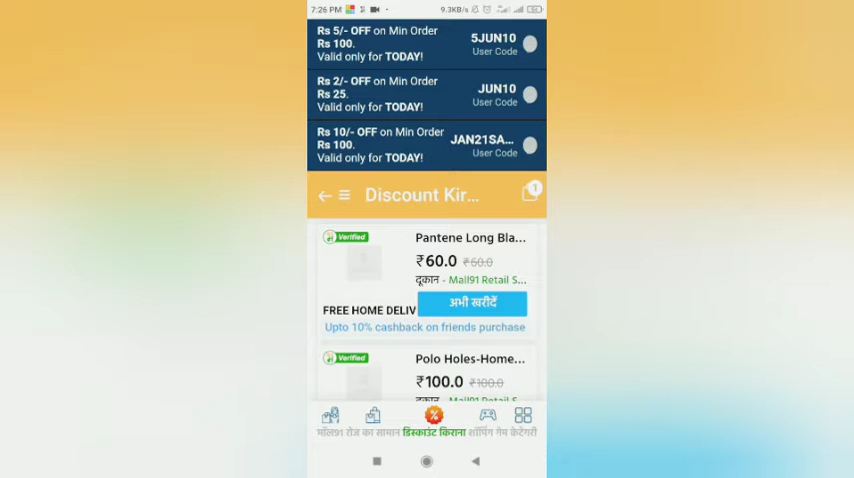 7:26 PM 9.3KB/s
Rs 5/- OFF on Min Order
Rs 100.
Valid only for TODAY!
5JUN10
User Code
Rs 2/- OFF on Min Order
Rs 25.
Valid only for TODAY!
JUN10
User Code
Rs 10/- OFF on Min Order
Rs 100.
Valid only for TODAY!
JAN21SA...
User Code
Discount Kir...
1
Verified
Pantene Long Bla...
₹60.0 ₹60.0
दूकान - Mall91 Retail S...
FREE HOME DELIV
अभी खरीदें
Upto 10% cashback on friends purchase
Verified
Polo Holes-Home...
₹100.0 ₹100.0
दूकान - Mall91 Retail S...
मॉल91 रोज का सामान डिस्काउंट किराना शॉपिंग गेम केटेगरी